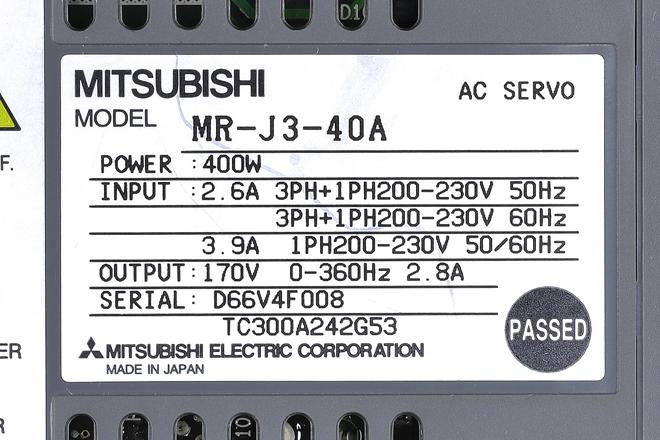 MITSUBISHI
AC SERVO
MODEL MR-J3-40A
POWER : 400W
INPUT : 2.6A 3PH+1PH200-230V 50Hz
3PH+1PH200-230V 60Hz
3.9A 1PH200-230V 50/60Hz
OUTPUT: 170V 0-360Hz 2.8A
SERIAL: D66V4F008
TC300A242G53
PASSED
MITSUBISHI ELECTRIC CORPORATION
MADE IN JAPAN
F.
ER
R
D1
10